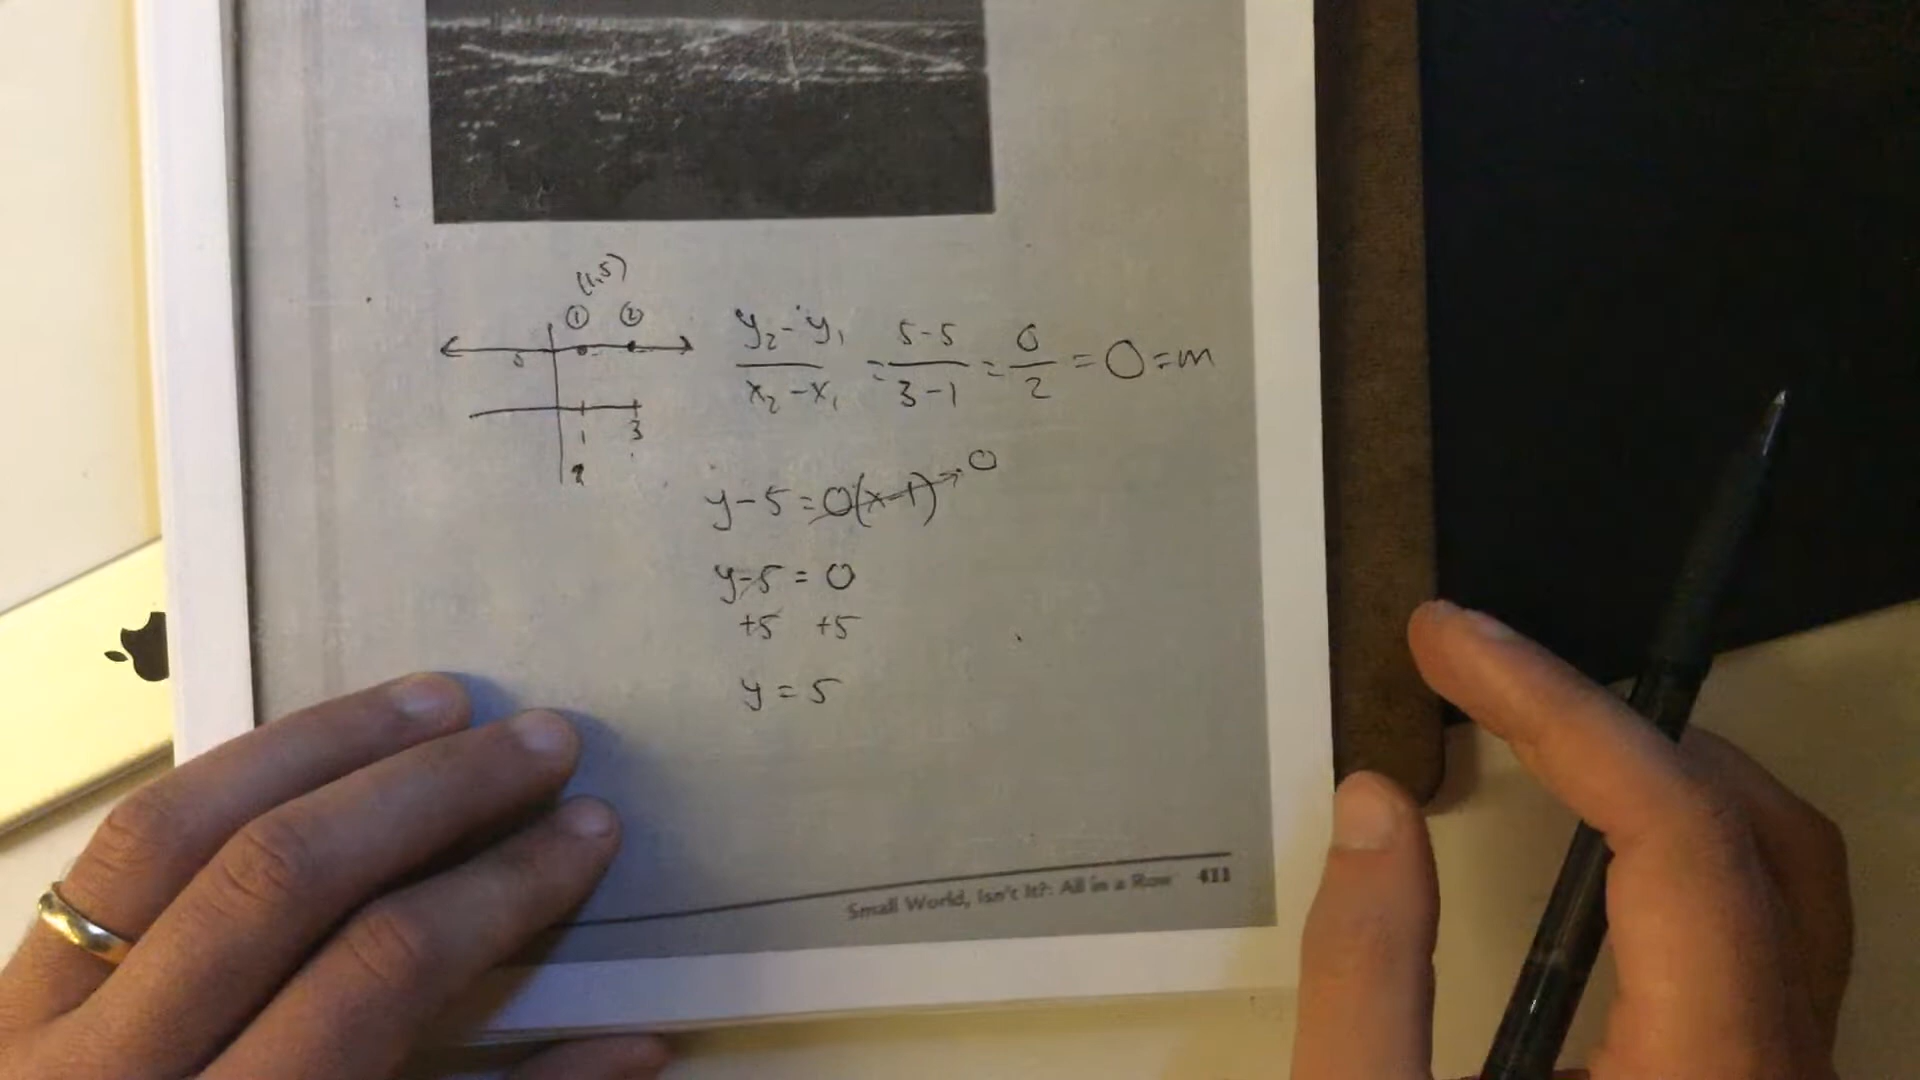 (1,5)
① ②
5
1 3
y₂-y₁/x₂-x₁ = 5-5/3-1 = 0/2 = 0 = m
y-5 = 0(x-1) → 0
y-5 = 0
+5 +5
y = 5
Small World, Isn't It?: All in a Row 411